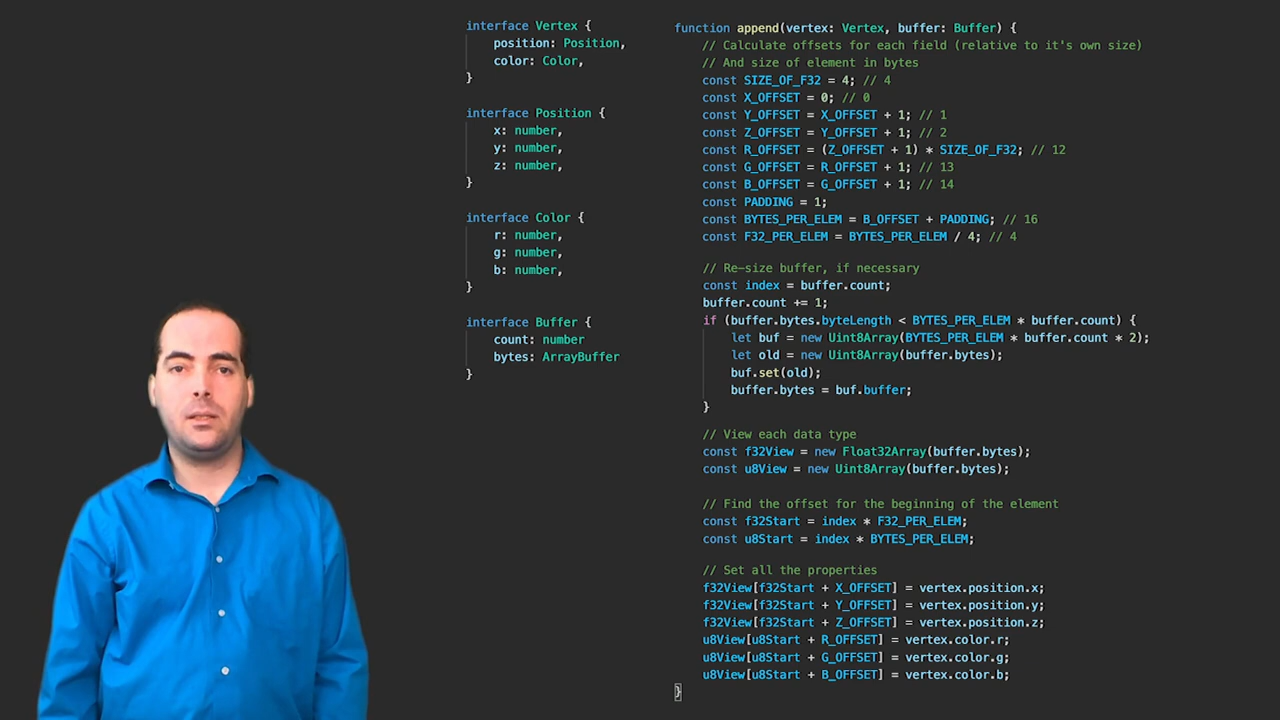 interface Vertex {
position: Position,
color: Color,
}
interface Position {
x: number,
y: number,
z: number,
}
interface Color {
r: number,
g: number,
b: number,
}
interface Buffer {
count: number
bytes: ArrayBuffer
}
function append(vertex: Vertex, buffer: Buffer) {
// Calculate offsets for each field (relative to it's own size)
// And size of element in bytes
const SIZE_OF_F32 = 4; // 4
const X_OFFSET = 0; // 0
const Y_OFFSET = X_OFFSET + 1; // 1
const Z_OFFSET = Y_OFFSET + 1; // 2
const R_OFFSET = (Z_OFFSET + 1) * SIZE_OF_F32; // 12
const G_OFFSET = R_OFFSET + 1; // 13
const B_OFFSET = G_OFFSET + 1; // 14
const PADDING = 1;
const BYTES_PER_ELEM = B_OFFSET + PADDING; // 16
const F32_PER_ELEM = BYTES_PER_ELEM / 4; // 4
// Re-size buffer, if necessary
const index = buffer.count;
buffer.count += 1;
if (buffer.bytes.byteLength < BYTES_PER_ELEM * buffer.count) {
let buf = new Uint8Array(BYTES_PER_ELEM * buffer.count * 2);
let old = new Uint8Array(buffer.bytes);
buf.set(old);
buffer.bytes = buf.buffer;
}
// View each data type
const f32View = new Float32Array(buffer.bytes);
const u8View = new Uint8Array(buffer.bytes);
// Find the offset for the beginning of the element
const f32Start = index * F32_PER_ELEM;
const u8Start = index * BYTES_PER_ELEM;
// Set all the properties
f32View[f32Start + X_OFFSET] = vertex.position.x;
f32View[f32Start + Y_OFFSET] = vertex.position.y;
f32View[f32Start + Z_OFFSET] = vertex.position.z;
u8View[u8Start + R_OFFSET] = vertex.color.r;
u8View[u8Start + G_OFFSET] = vertex.color.g;
u8View[u8Start + B_OFFSET] = vertex.color.b;
}